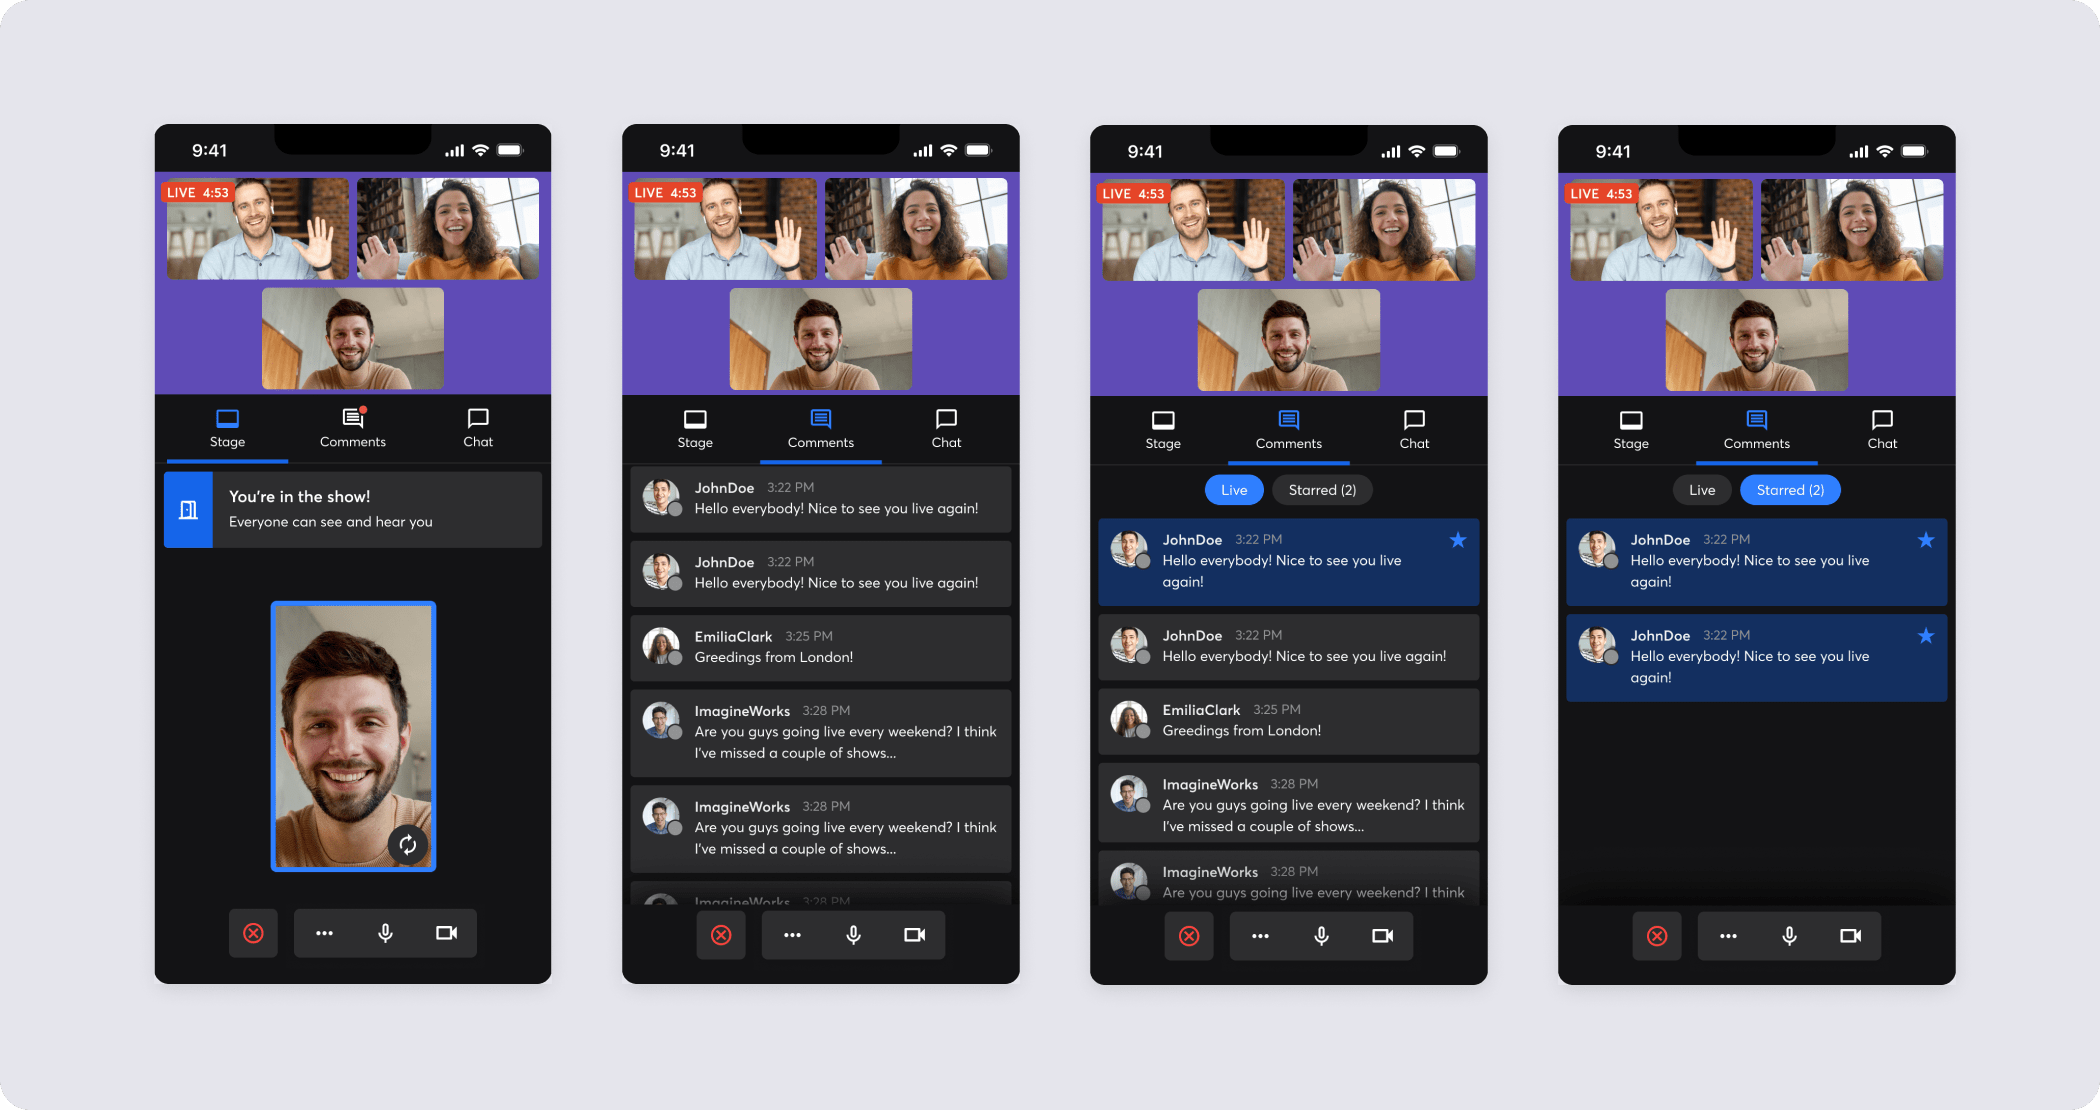 9:41
LIVE 4:53
Stage
Comments
Chat
You're in the show!
Everyone can see and hear you
9:41
LIVE 4:53
Stage
Comments
Chat
JohnDoe 3:22 PM
Hello everybody! Nice to see you live again!
JohnDoe 3:22 PM
Hello everybody! Nice to see you live again!
EmiliaClark 3:25 PM
Greedings from London!
ImagineWorks 3:28 PM
Are you guys going live every weekend? I think
I've missed a couple of shows...
ImagineWorks 3:28 PM
Are you guys going live every weekend? I think
I've missed a couple of shows...
ImagineWorks 3:28 PM
9:41
LIVE 4:53
Stage
Comments
Chat
Live
Starred (2)
JohnDoe 3:22 PM
Hello everybody! Nice to see you live
again!
JohnDoe 3:22 PM
Hello everybody! Nice to see you live again!
EmiliaClark 3:25 PM
Greedings from London!
ImagineWorks 3:28 PM
Are you guys going live every weekend? I think
I've missed a couple of shows...
ImagineWorks 3:28 PM
Are you guys going live every weekend? I think
9:41
LIVE 4:53
Stage
Comments
Chat
Live
Starred (2)
JohnDoe 3:22 PM
Hello everybody! Nice to see you live
again!
JohnDoe 3:22 PM
Hello everybody! Nice to see you live
again!